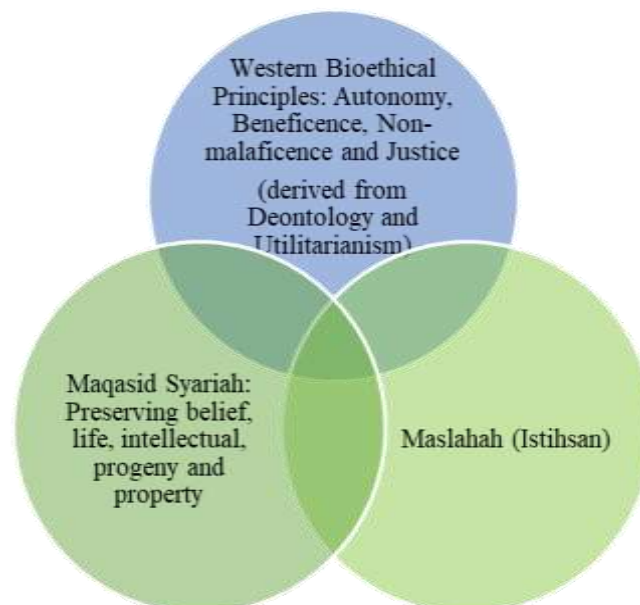 Western Bioethical
Principles: Autonomy,
Beneficence, Non-
malaficence and Justice
(derived from
Deontology and
Utilitarianism)
Maqasid Syariah:
Preserving belief,
life, intellectual,
progeny and
property
Maslahah (Istihsan)